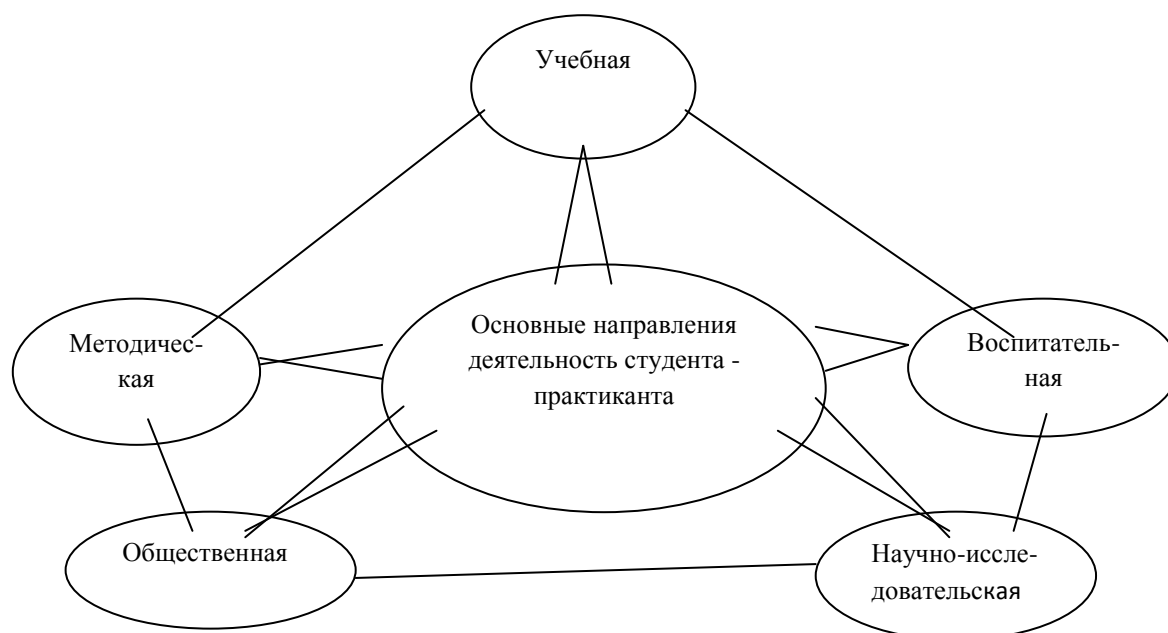 Учебная
Основные направления
деятельность студента -
практиканта
Методичес-
кая
Воспитатель-
ная
Общественная
Научно-иссле-
довательская